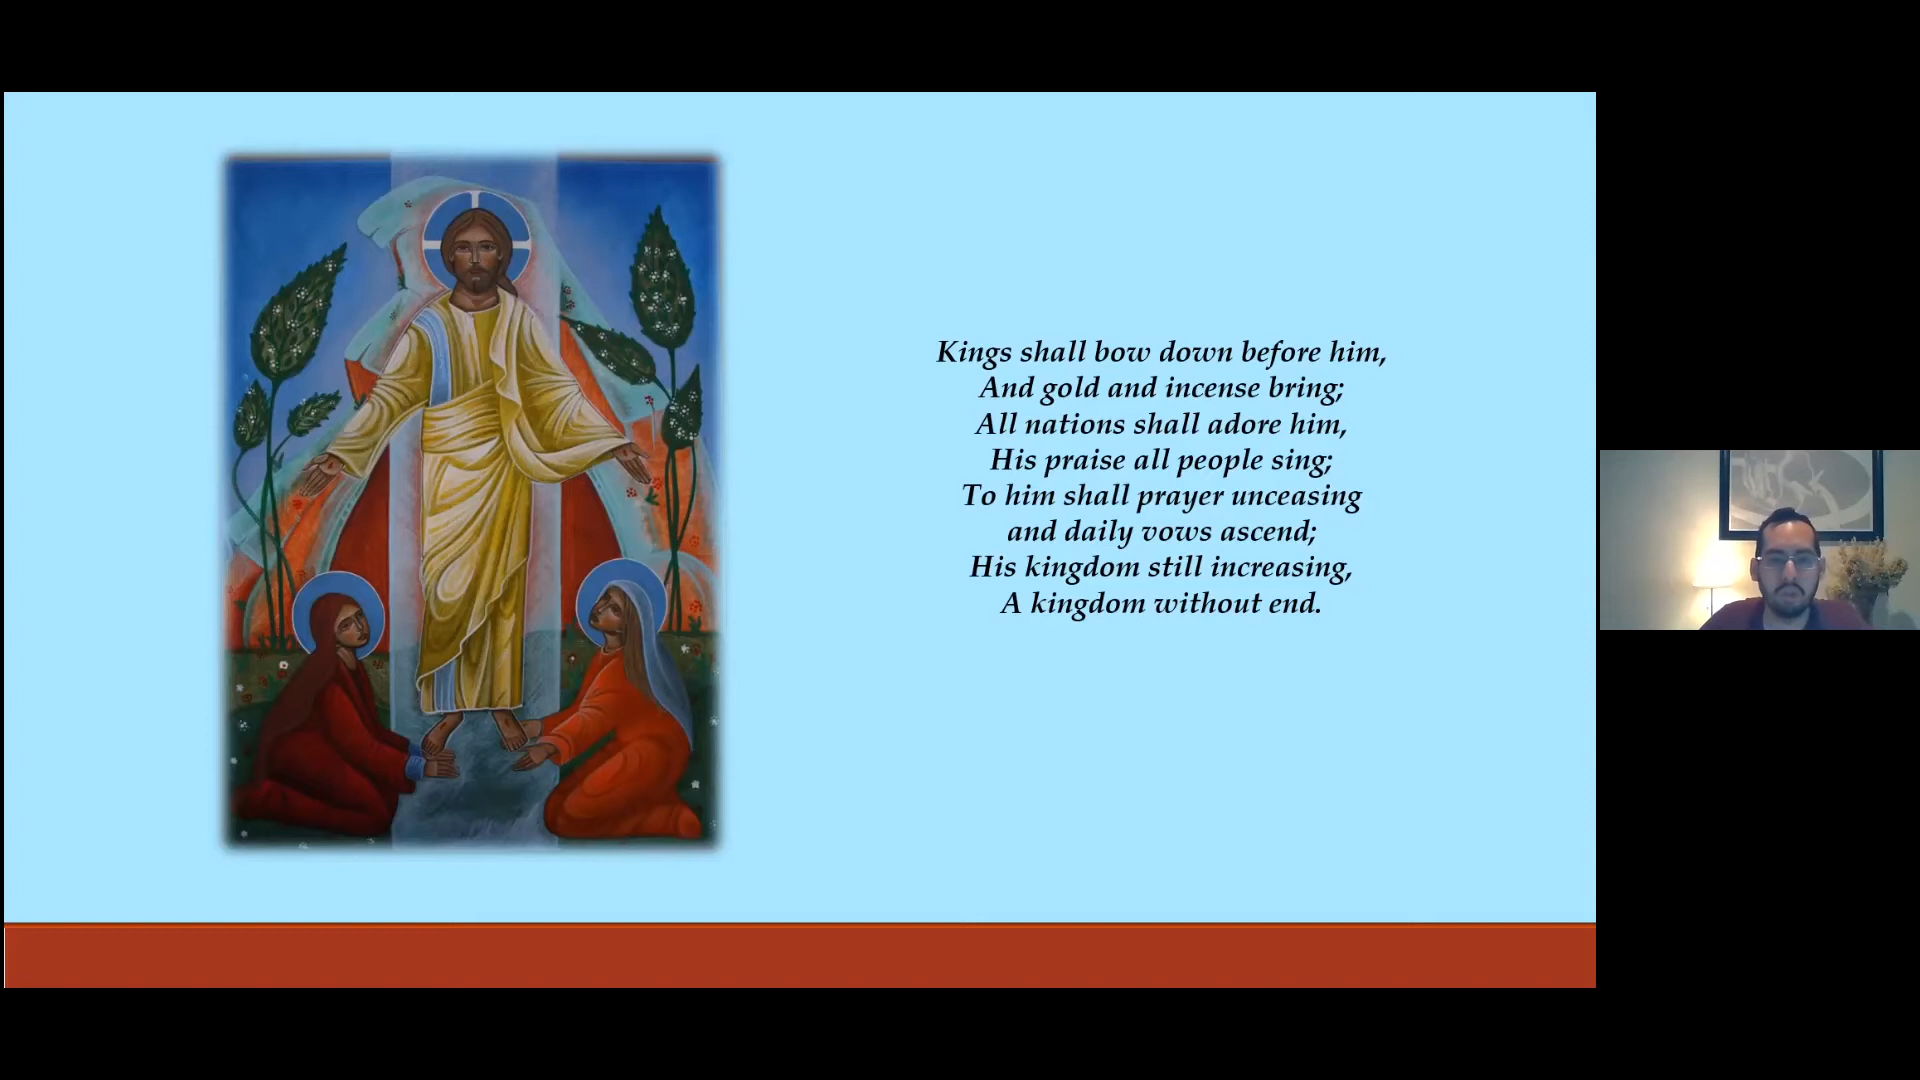 Kings shall bow down before him,
And gold and incense bring;
All nations shall adore him,
His praise all people sing;
To him shall prayer unceasing
and daily vows ascend;
His kingdom still increasing,
A kingdom without end.